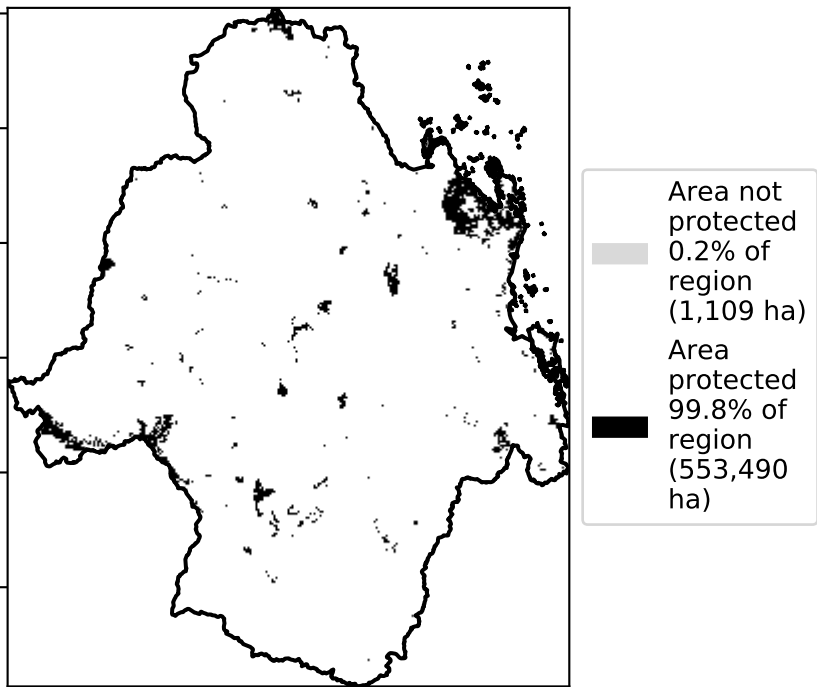 Area not
protected
0.2% of
region
(1,109 ha)
Area
protected
99.8% of
region
(553,490
ha)